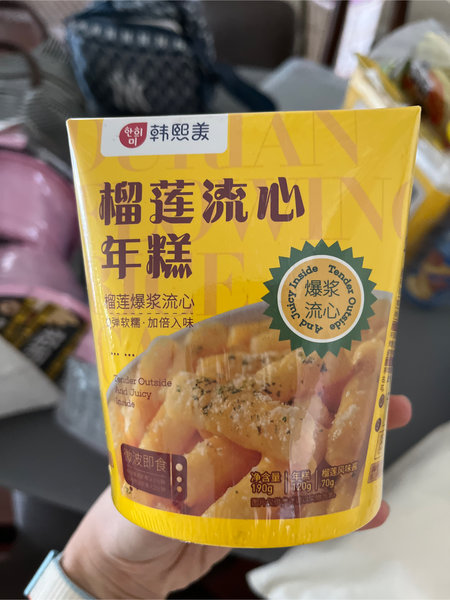 한희
미
韩熙美
榴莲流心
年糕
榴莲爆浆流心
软糯·加倍入味
Tender Outside
And Juicy
Inside
Tender Outside
And Juicy Inside
爆浆
流心
微波即食
净含量
190g
年糕
120g
榴莲风味酱
70g